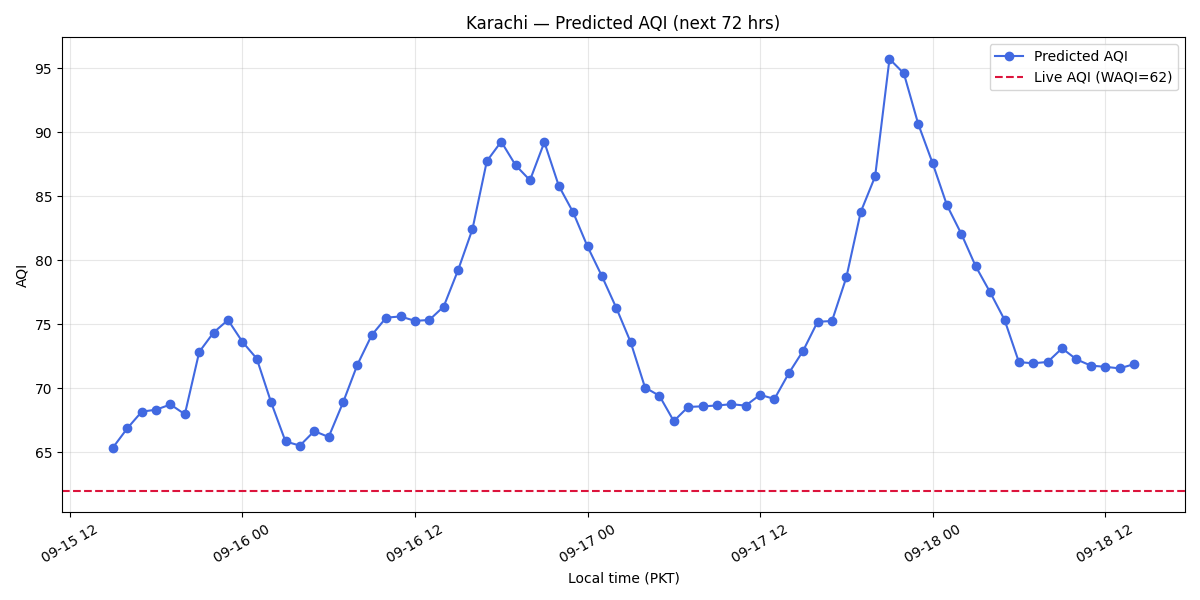 Karachi — Predicted AQI (next 72 hrs)
Predicted AQI
Live AQI (WAQI=62)
95
90
85
80
75
70
65
AQI
09-15 12
09-16 00
09-16 12
09-17 00
09-17 12
09-18 00
09-18 12
Local time (PKT)